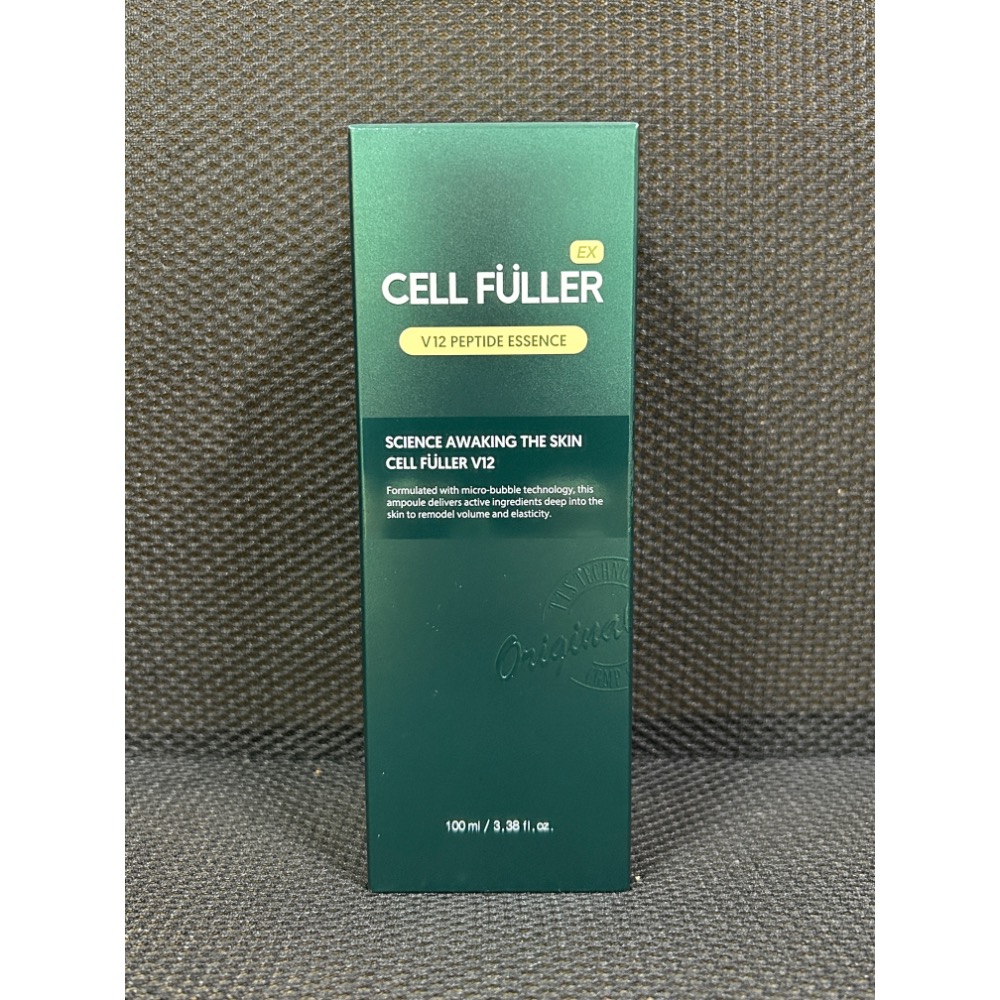 EX
CELL FÜLLER
V12 PEPTIDE ESSENCE
SCIENCE AWAKING THE SKIN
CELL FÜLLER V12
Formulated with micro-bubble technology, this
ampoule delivers active ingredients deep into the
skin to remodel volume and elasticity.
Original
100 ml / 3,38 fl, oz.